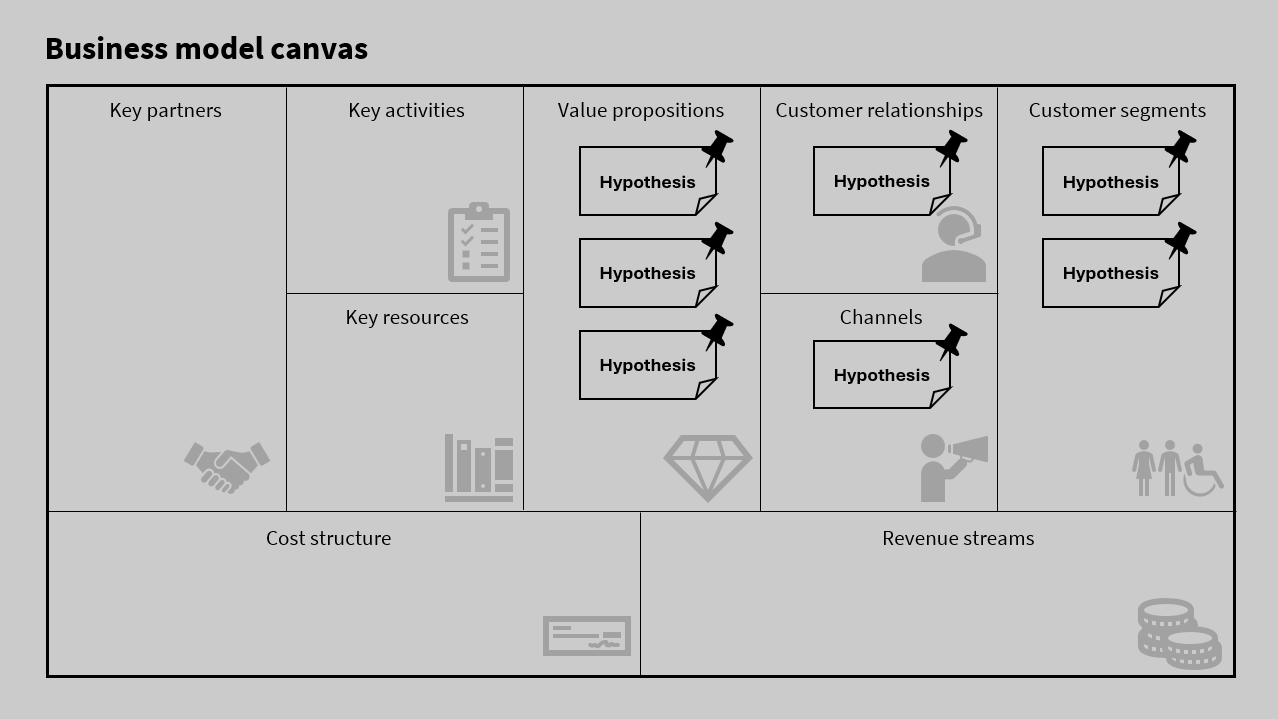 Business model canvas
Key partners
Key activities
Key resources
Value propositions
Hypothesis
Hypothesis
Hypothesis
Customer relationships
Hypothesis
Channels
Hypothesis
Customer segments
Hypothesis
Hypothesis
Cost structure
Revenue streams